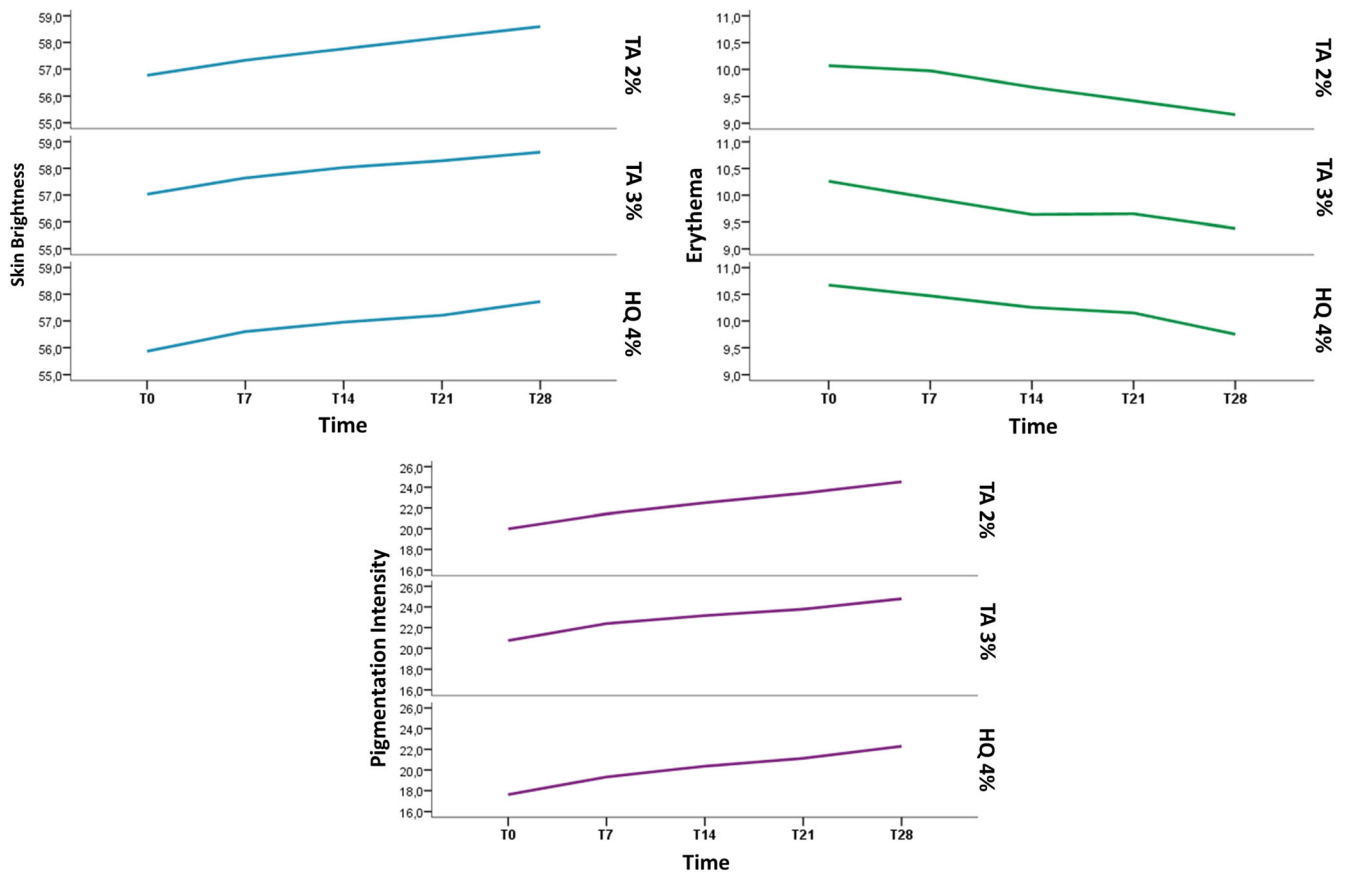 Skin Brightness
59,0
58,0
57,0
56,0
55,0
TA 2%
59,0
58,0
57,0
56,0
55,0
TA 3%
59,0
58,0
57,0
56,0
55,0
HQ 4%
T0 T7 T14 T21 T28
Time
Erythema
11,0
10,5
10,0
9,5
9,0
TA 2%
11,0
10,5
10,0
9,5
9,0
TA 3%
11,0
10,5
10,0
9,5
9,0
HQ 4%
T0 T7 T14 T21 T28
Time
Pigmentation Intensity
26,0
24,0
22,0
20,0
18,0
16,0
TA 2%
26,0
24,0
22,0
20,0
18,0
16,0
TA 3%
26,0
24,0
22,0
20,0
18,0
16,0
HQ 4%
T0 T7 T14 T21 T28
Time